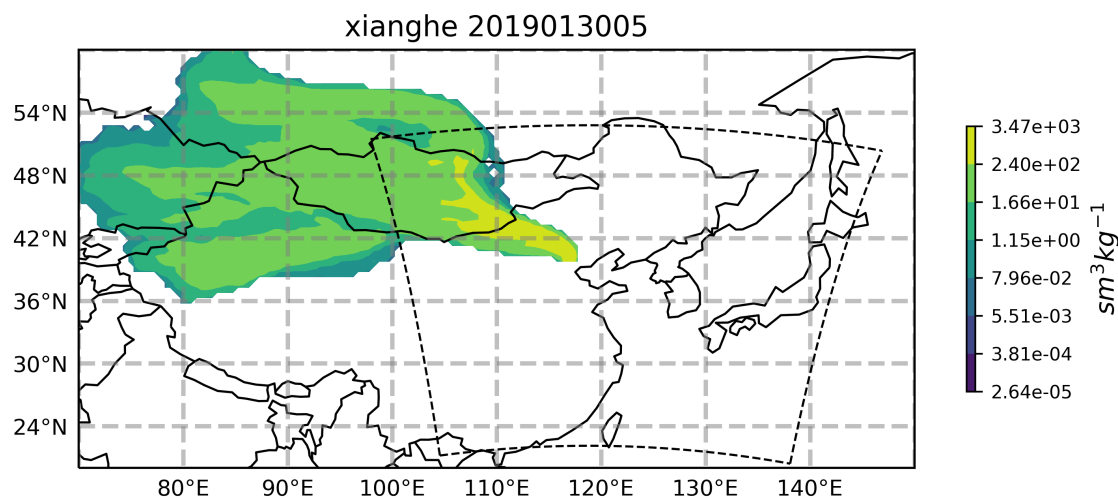 xianghe 2019013005
54°N
48°N
42°N
36°N
30°N
24°N
80°E 90°E 100°E 110°E 120°E 130°E 140°E
3.47e+03
2.40e+02
1.66e+01
1.15e+00
7.96e-02
5.51e-03
3.81e-04
2.64e-05
sm³kg⁻¹